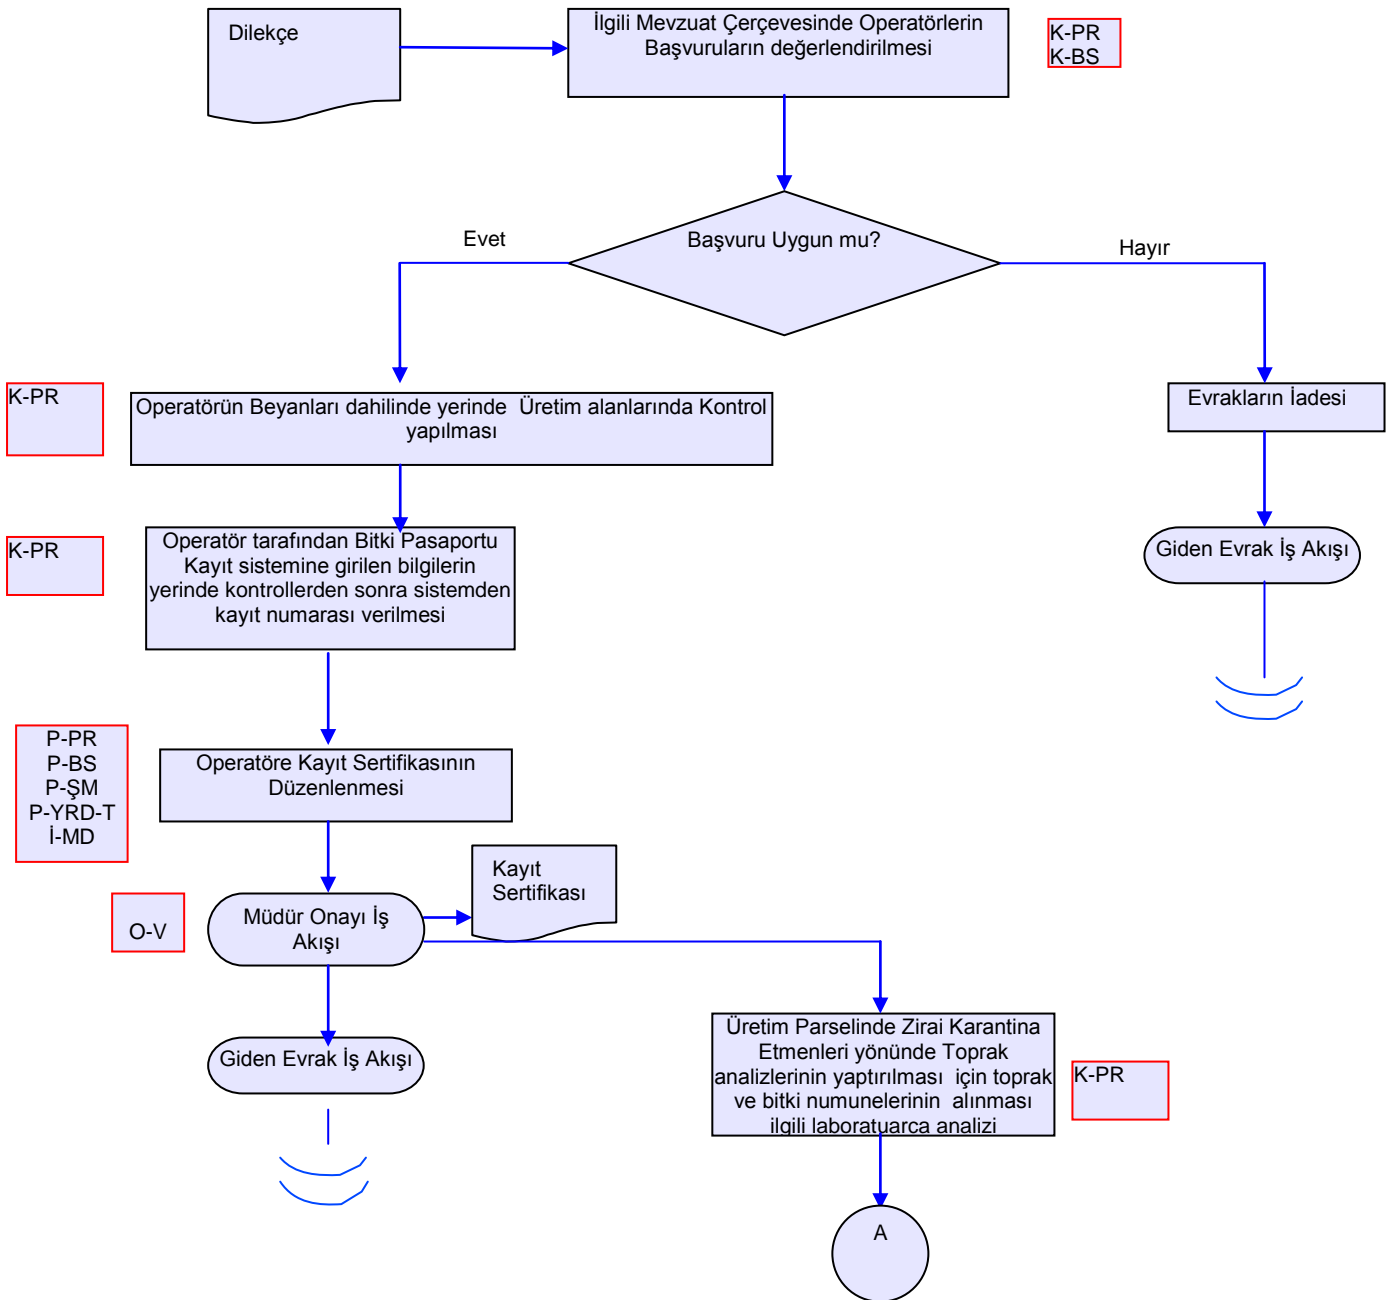 Dilekçe
İlgili Mevzuat Çerçevesinde Operatörlerin
Başvuruların değerlendirilmesi
K-PR
K-BS
Başvuru Uygun mu?
Evet
Hayır
K-PR
Operatörün Beyanları dahilinde yerinde Üretim alanlarında Kontrol
yapılması
Evrakların İadesi
K-PR
Operatör tarafından Bitki Pasaportu
Kayıt sistemine girilen bilgilerin
yerinde kontrollerden sonra sistemden
kayıt numarası verilmesi
Giden Evrak İş Akışı
P-PR
P-BS
P-ŞM
P-YRD-T
İ-MD
Operatöre Kayıt Sertifikasının
Düzenlenmesi
Kayıt
Sertifikası
O-V
Müdür Onayı İş
Akışı
Giden Evrak İş Akışı
Üretim Parselinde Zirai Karantina
Etmenleri yönünde Toprak
analizlerinin yaptırılması için toprak
ve bitki numunelerinin alınması
ilgili laboratuarca analizi
K-PR
A